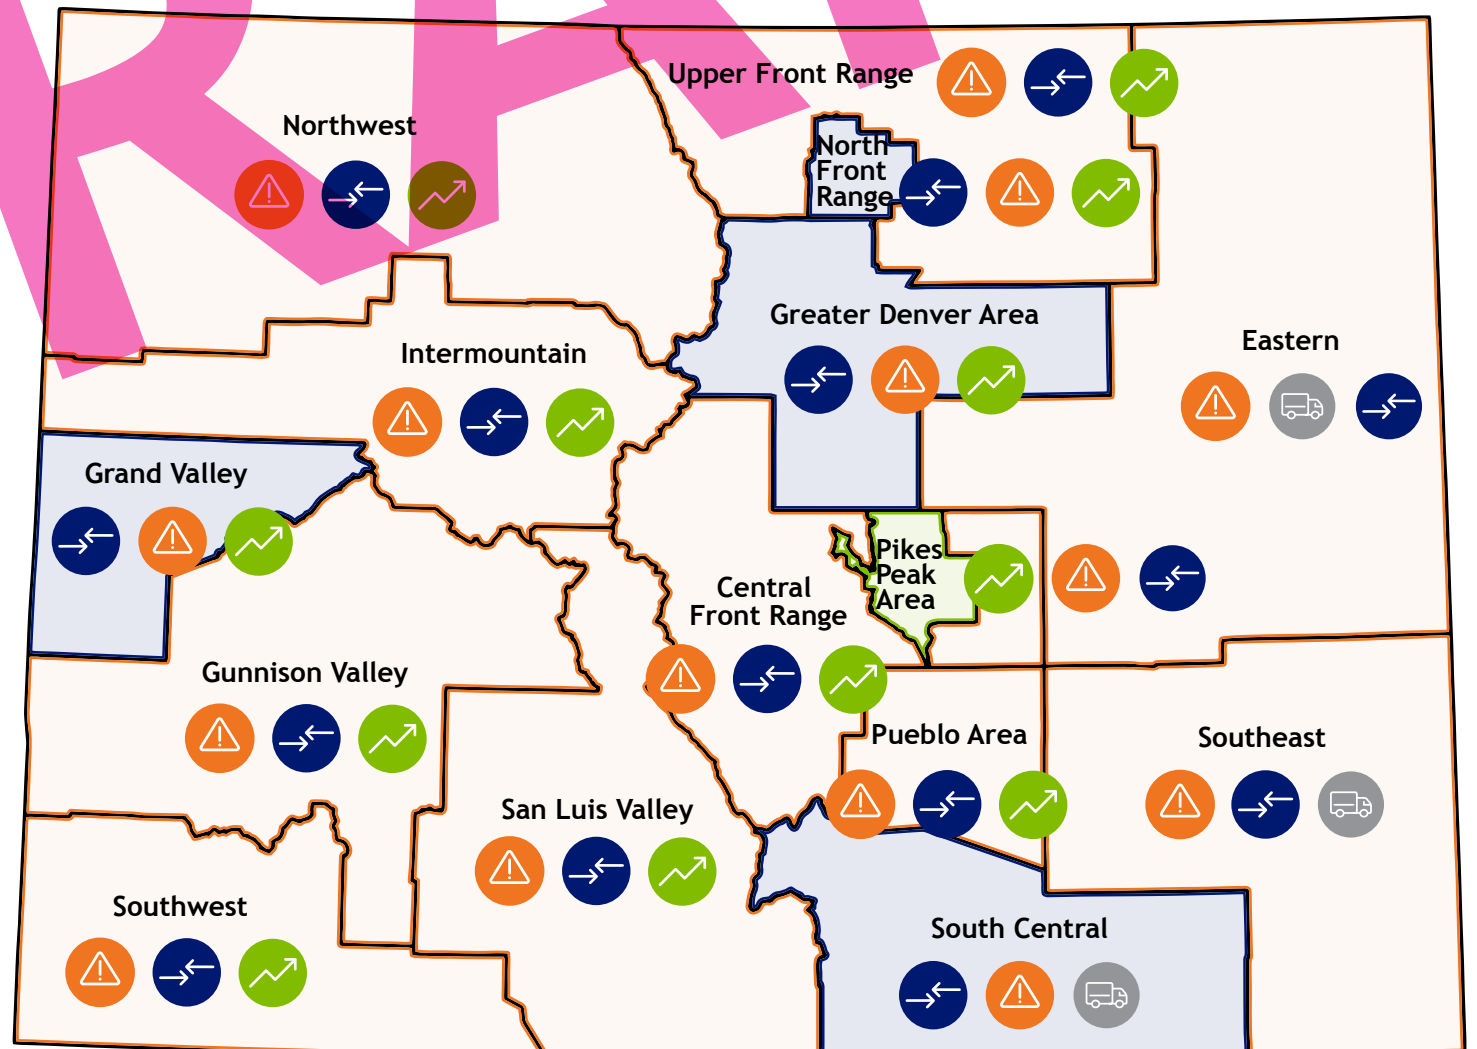 Upper Front Range
Northwest
North
Front
Range
Greater Denver Area
Eastern
Intermountain
Grand Valley
Pikes
Peak
Area
Central
Front Range
Gunnison Valley
Pueblo Area
Southeast
San Luis Valley
Southwest
South Central